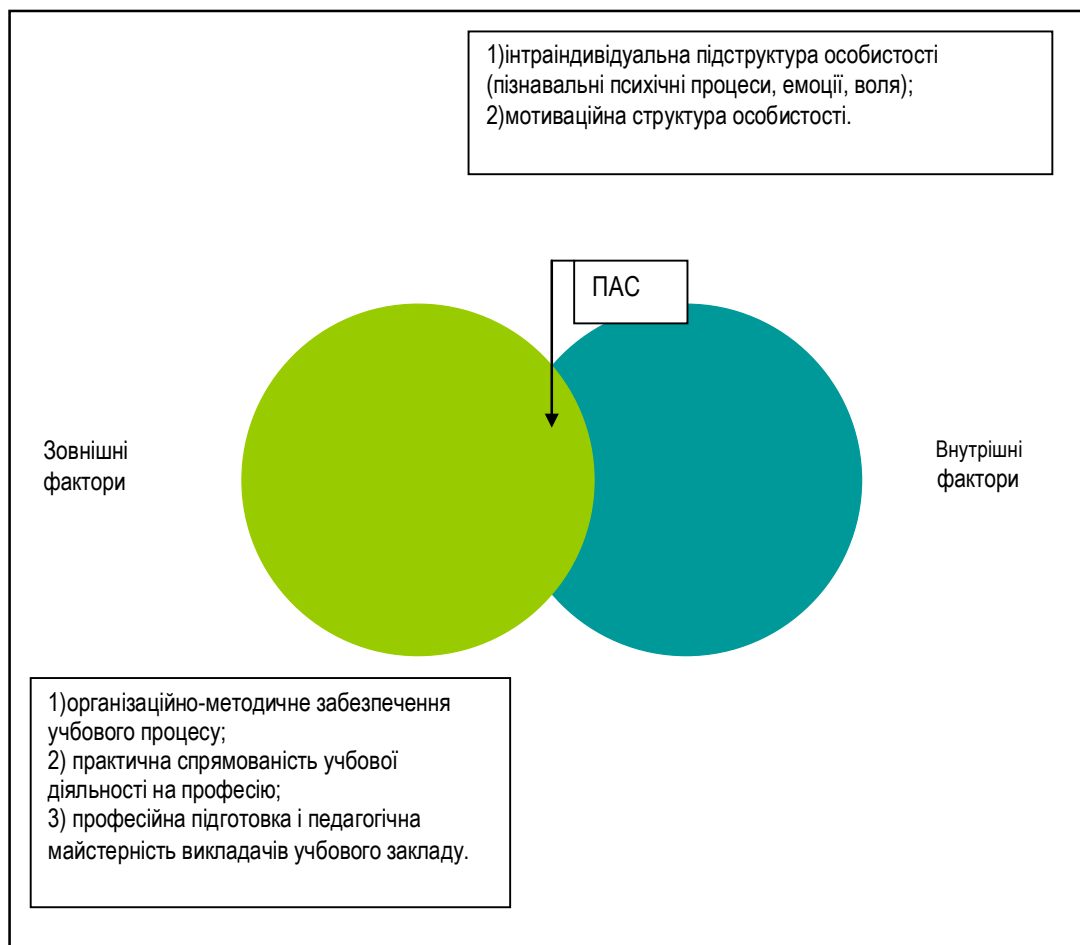 1)інтраіндивідуальна підструктура особистості
(пізнавальні психічні процеси, емоції, воля);
2)мотиваційна структура особистості.
ПАС
Зовнішні
фактори
Внутрішні
фактори
1)організаційно-методичне забезпечення
учбового процесу;
2) практична спрямованість учбової
діяльності на професію;
3) професійна підготовка і педагогічна
майстерність викладачів учбового закладу.